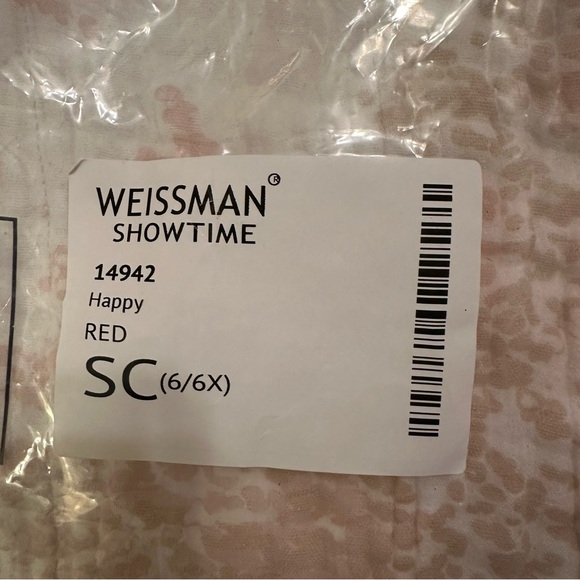 WEISSMAN®
SHOWTIME
14942
Happy
RED
SC(6/6X)